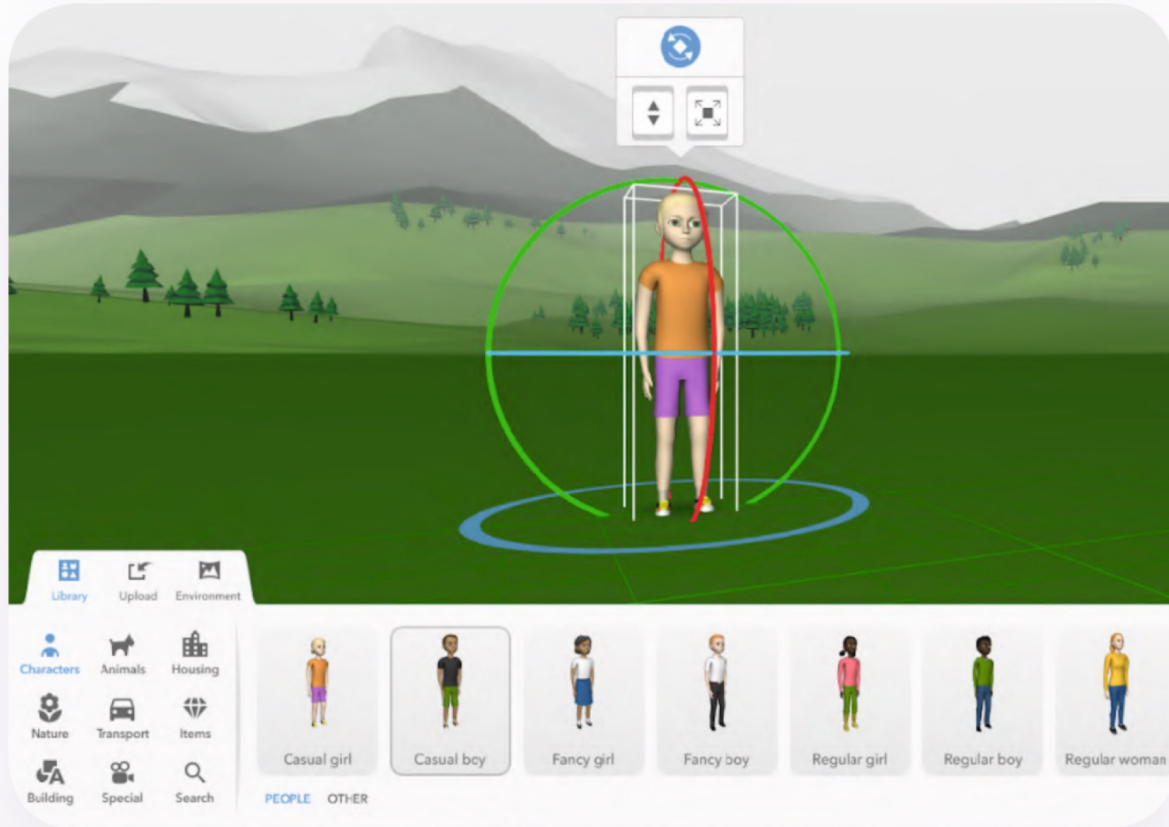 Library Upload Environment
Characters Animals Housing
Nature Transport Items
Building Special Search
Casual girl Casual boy Fancy girl Fancy boy Regular girl Regular boy Regular woman
PEOPLE OTHER